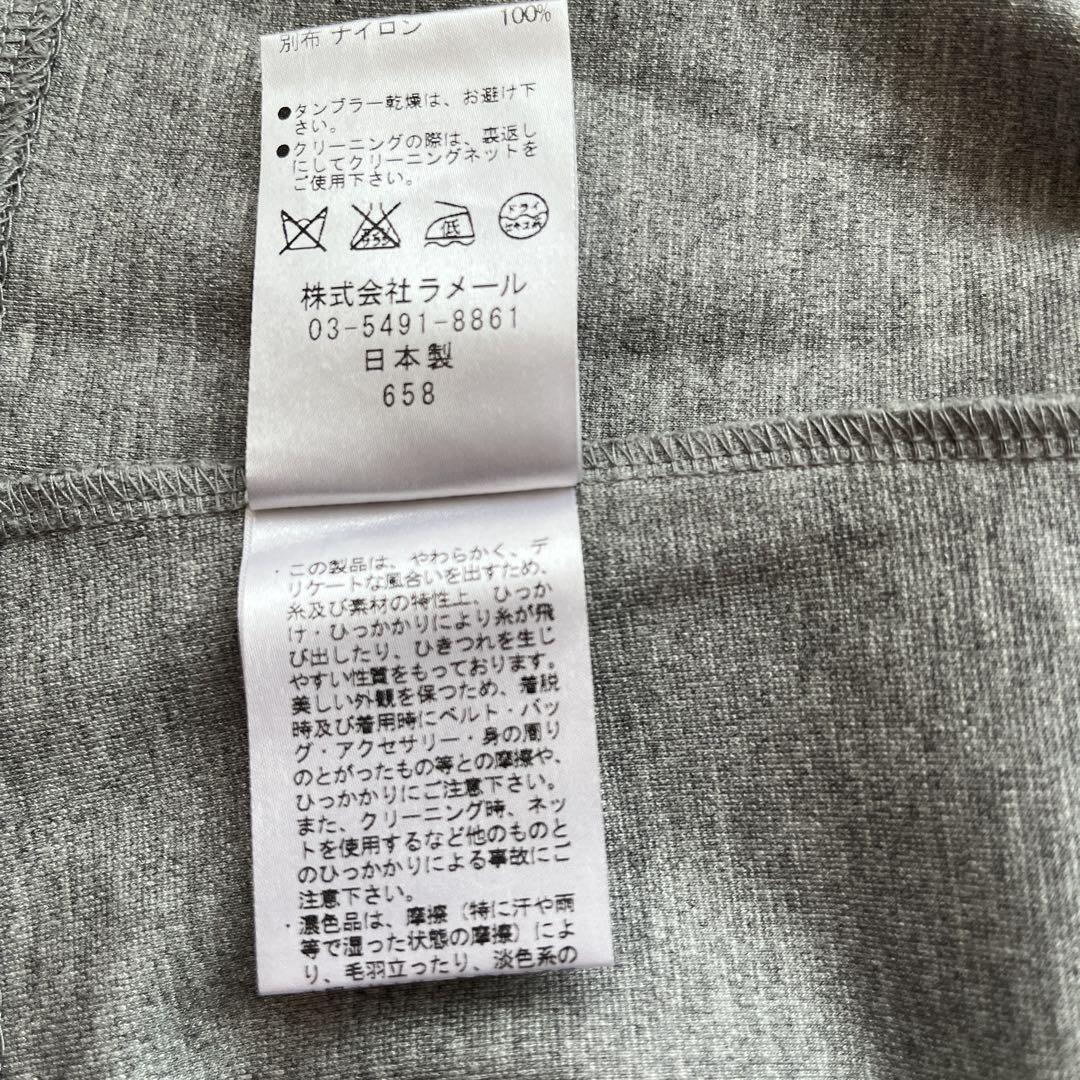 別布 ナイロン 100%
●タンブラー乾燥は、お避け下
さい。
●クリーニングの際は、裏返し
にしてクリーニングネットを
ご使用下さい。
エンソサラシ 低 ドライ セキユ系
株式会社ラメール
03-5491-8861
日本製
658
・この製品は、やわらかく、デ
リケートな風合いを出すため、
糸及び素材の特性上、ひっか
け・ひっかかりにより糸が飛
び出したり、ひきつれを生じ
やすい性質をもっております。
美しい外観を保つため、着脱
時及び着用時にベルト・バッ
グ・アクセサリー・身の周り
のとがったもの等との摩擦や、
ひっかかりにご注意下さい。
また、クリーニング時、ネッ
トを使用するなど他のものと
のひっかかりによる事故にご
注意下さい。
・濃色品は、摩擦（特に汗や雨
等で湿った状態の摩擦）によ
り、毛羽立ったり、淡色系の